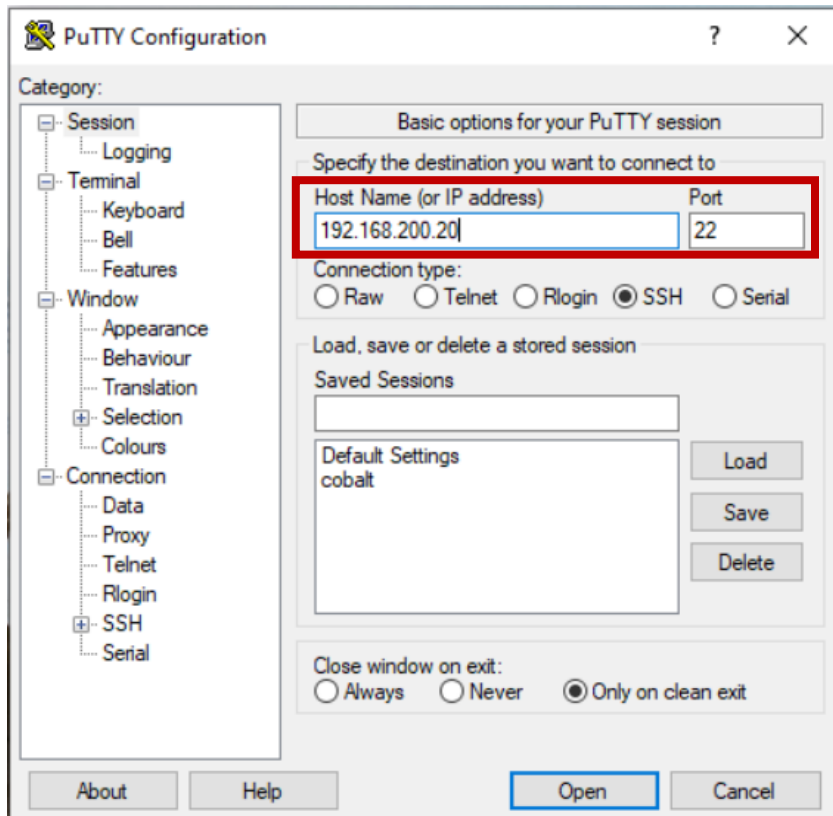 PuTTY Configuration
?
Category:
Session
Logging
Terminal
Keyboard
Bell
Features
Window
Appearance
Behaviour
Translation
Selection
Colours
Connection
Data
Proxy
Telnet
Rlogin
SSH
Serial
Basic options for your PuTTY session
Specify the destination you want to connect to
Host Name (or IP address) Port
192.168.200.20 22
Connection type:
Raw Telnet Rlogin SSH Serial
Load, save or delete a stored session
Saved Sessions
Default Settings
cobalt
Load
Save
Delete
Close window on exit:
Always Never Only on clean exit
About Help Open Cancel